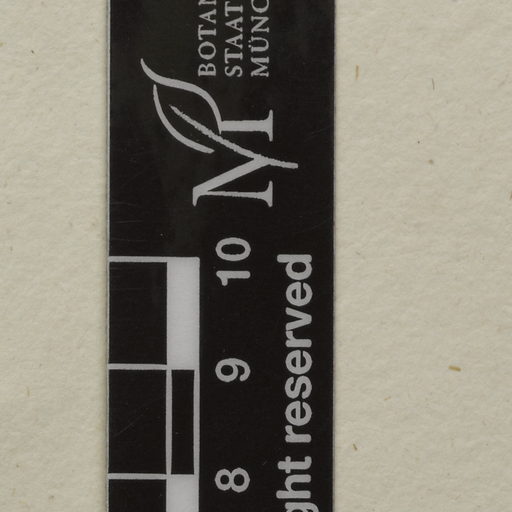 BOTAN
STAAT
MÜNC
M
10
9
8
ght reserved